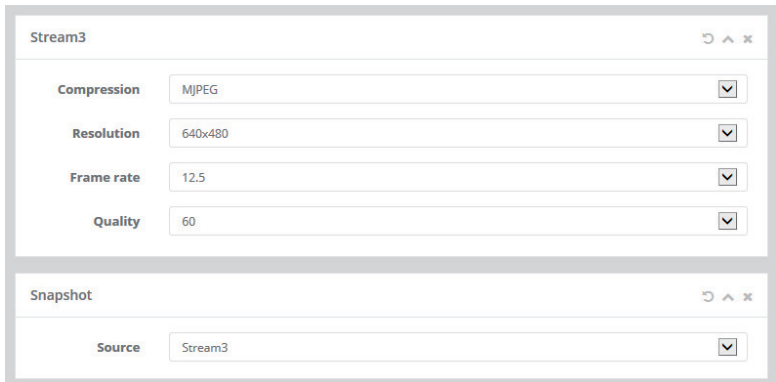 Stream3
Compression MJPEG
Resolution 640x480
Frame rate 12.5
Quality 60
Snapshot
Source Stream3